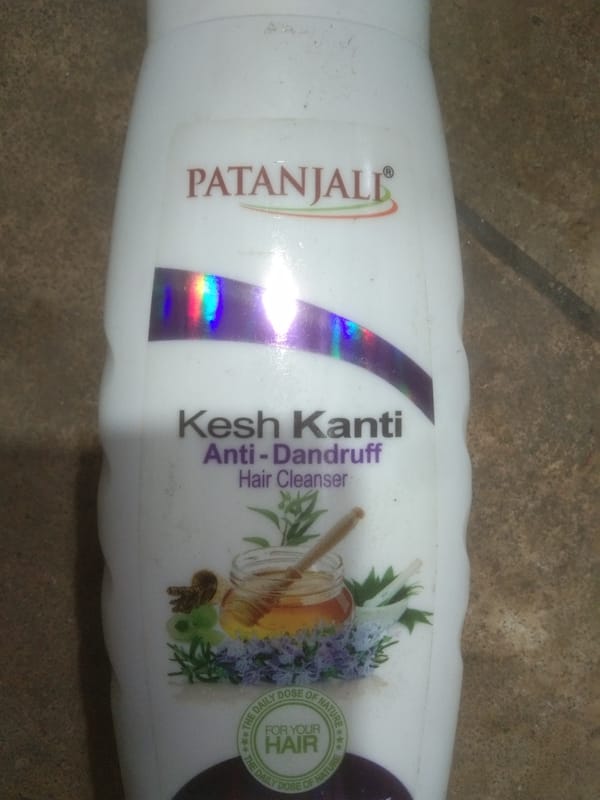 PATANJALI®
Kesh Kanti
Anti-Dandruff
Hair Cleanser
THE DAILY DOSE OF NATURE
FOR YOUR
HAIR
THE DAILY DOSE OF NATURE